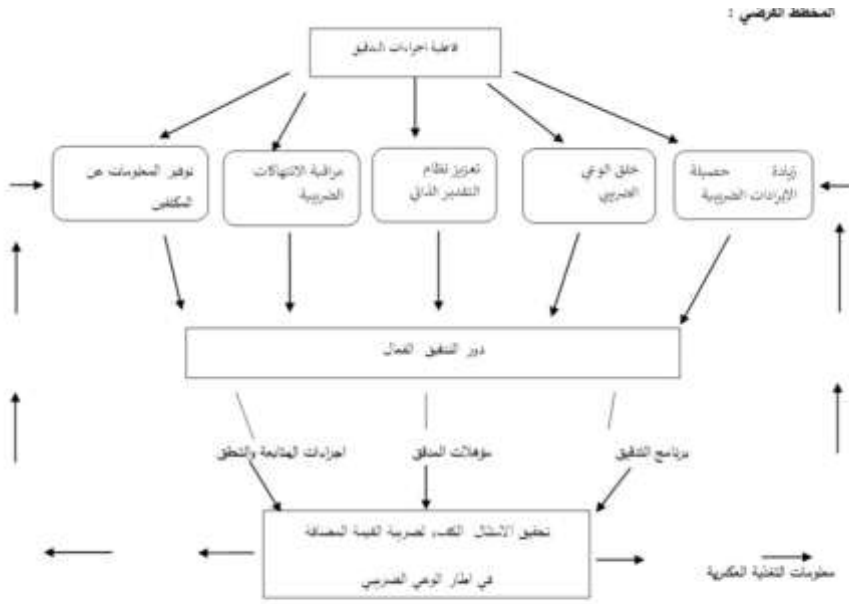 المخطط الفرضي :
فاعلية اجراءات التدقيق
زيادة حصيلة
الإيرادات الضريبية
خلق الوعي
الضريبي
تعزيز نظام
التقدير الذاتي
مراقبة الانتهاكات
الضريبية
توفير المعلومات عن
المكلفين
دور التدقيق الفعال
برنامج التدقيق
مؤهلات المدقق
اجراءات المتابعة والتحقق
تحقيق الامتثال الكفء لضريبة القيمة المضافة
في اطار الوعي الضريبي
معلومات التغذية العكسية